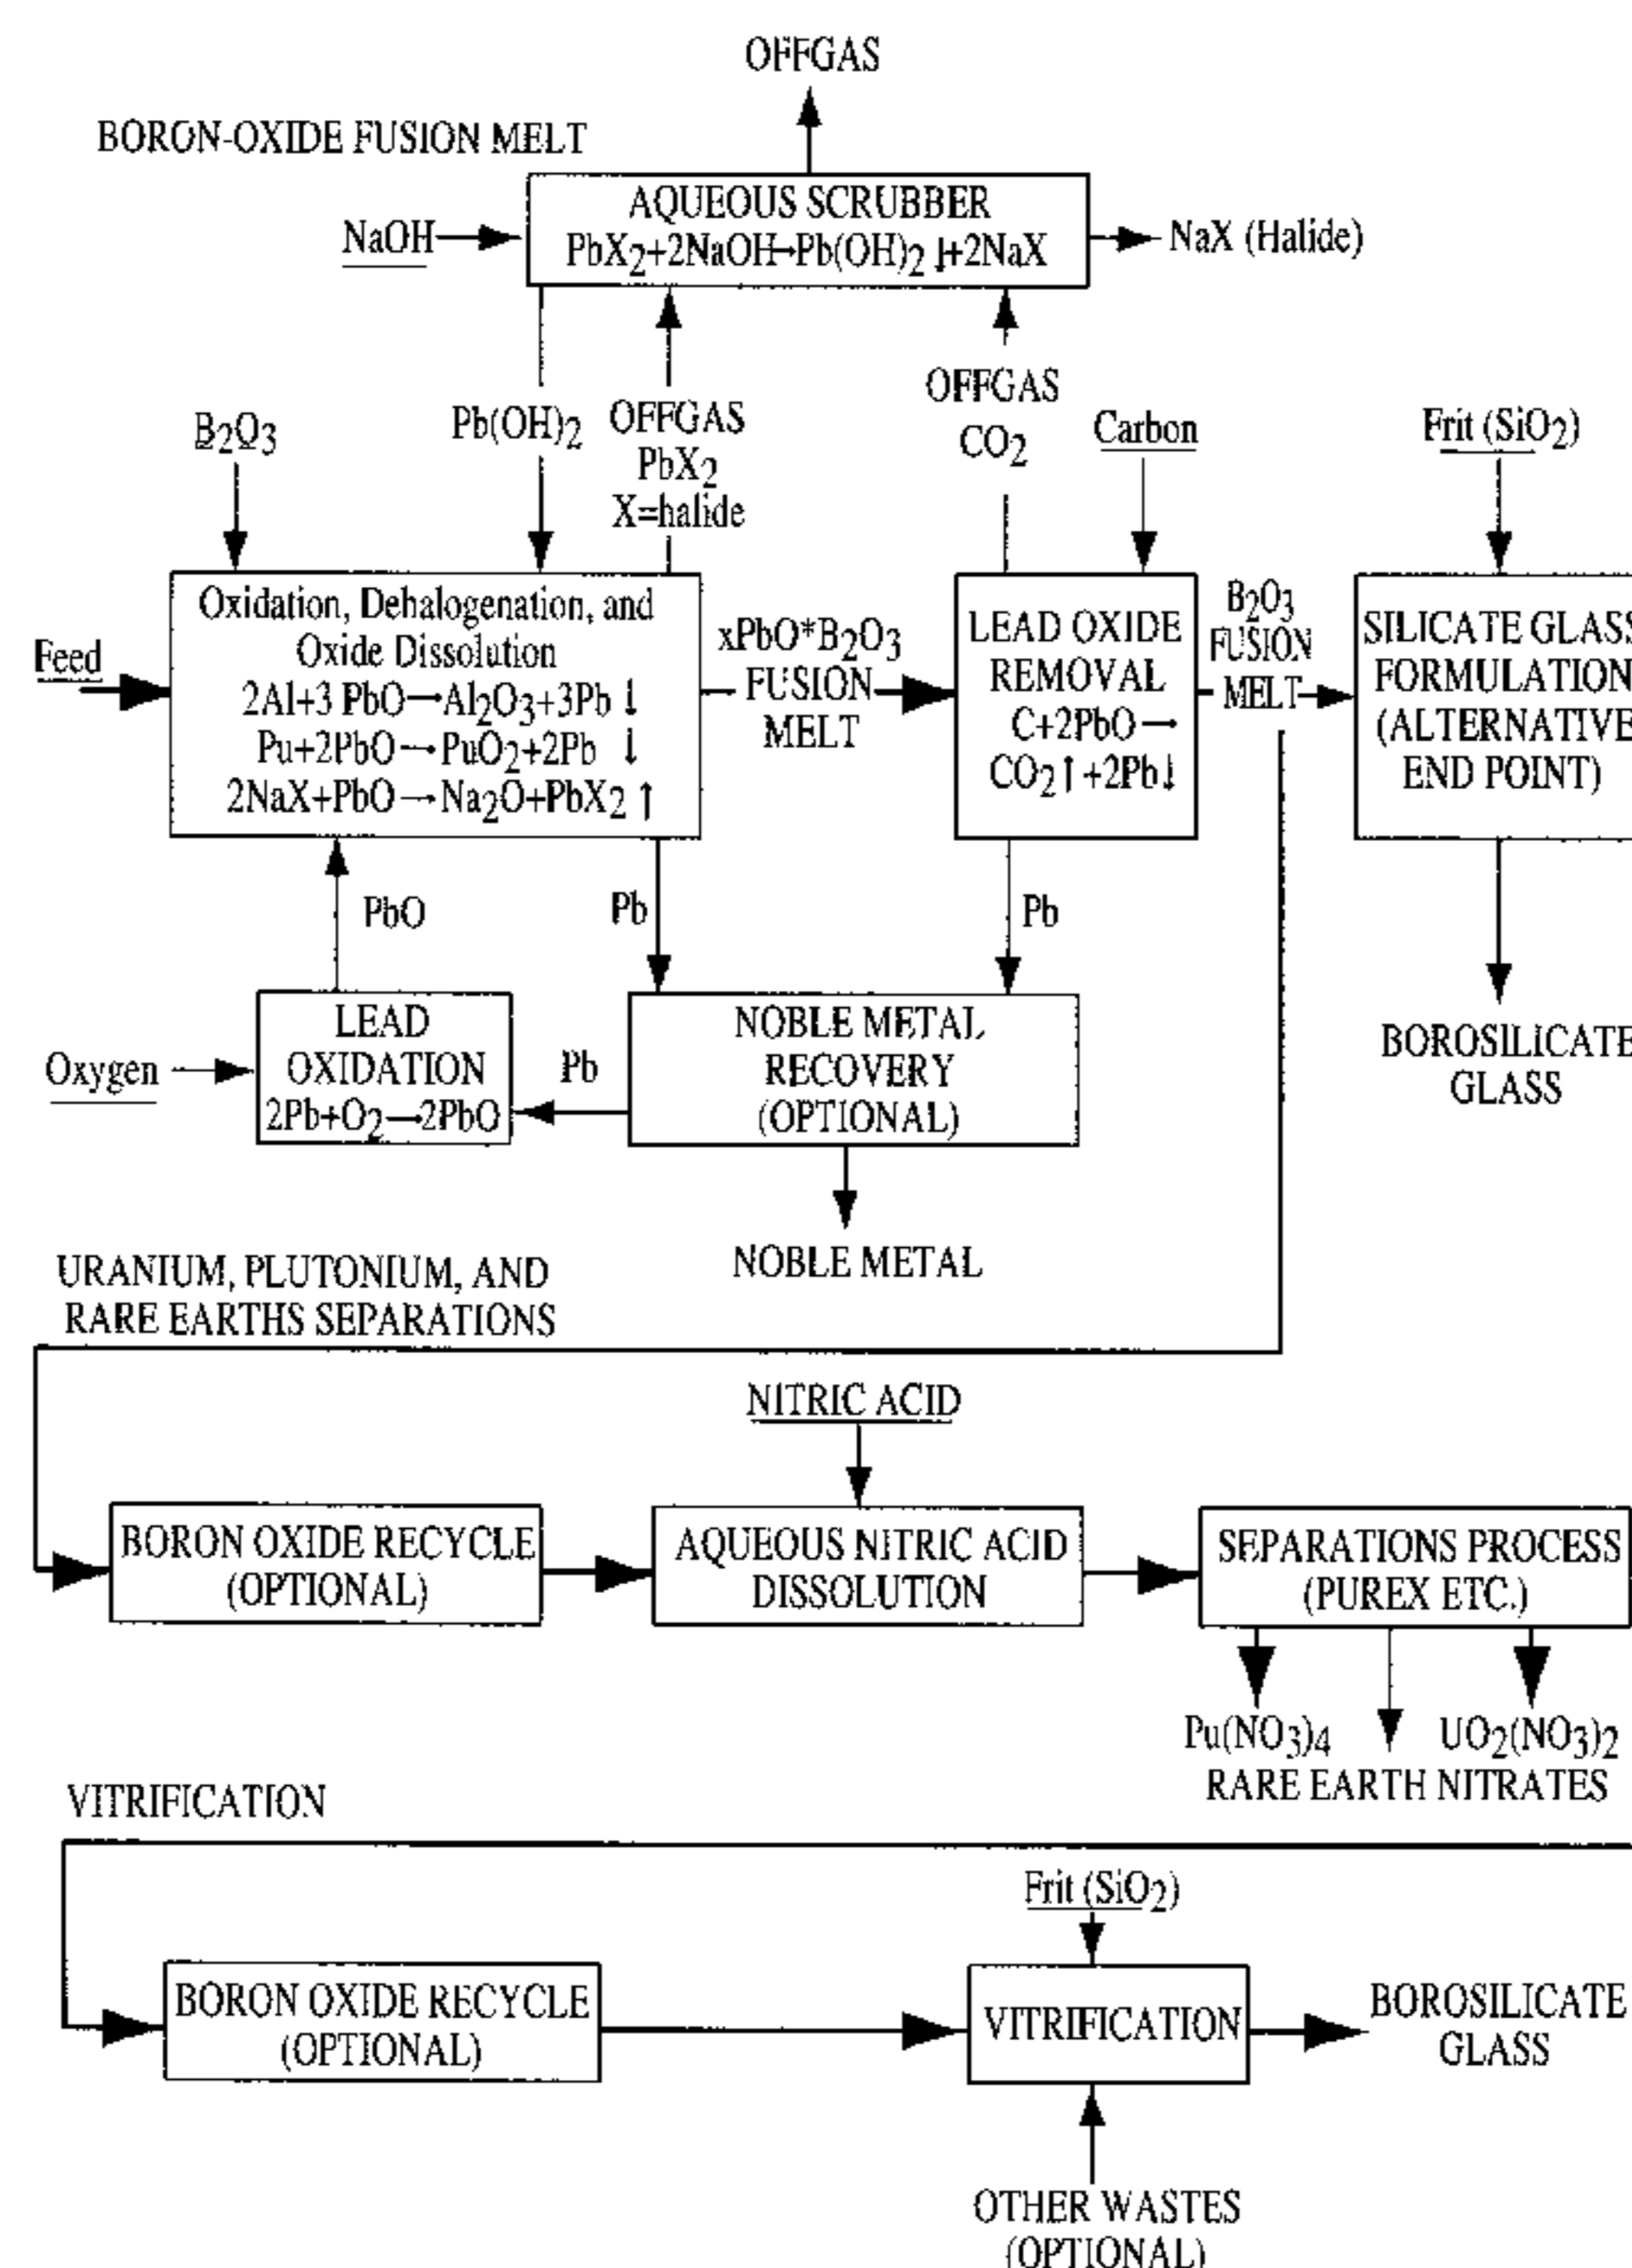 OFFGAS
BORON-OXIDE FUSION MELT
AQUEOUS SCRUBBER
NaOH
PbX2+2NaOH→Pb(OH)2↓+2NaX
NaX (Halide)
B2O3
Pb(OH)2
OFFGAS
PbX2
X=halide
OFFGAS
CO2
Carbon
Frit (SiO2)
Feed
Oxidation, Dehalogenation, and
Oxide Dissolution
2Al+3 PbO→Al2O3+3Pb↓
Pu+2PbO→PuO2+2Pb ↓
2NaX+PbO→Na2O+PbX2↑
xPbO*B2O3
FUSION
MELT
LEAD OXIDE
REMOVAL
C+2PbO→
CO2↑+2Pb↓
B2O3
FUSION
MELT
SILICATE GLASS
FORMULATION
(ALTERNATIVE
END POINT)
PbO
Pb
Pb
Oxygen
LEAD
OXIDATION
2Pb+O2→2PbO
Pb
NOBLE METAL
RECOVERY
(OPTIONAL)
BOROSILICATE
GLASS
NOBLE METAL
URANIUM, PLUTONIUM, AND
RARE EARTHS SEPARATIONS
NITRIC ACID
BORON OXIDE RECYCLE
(OPTIONAL)
AQUEOUS NITRIC ACID
DISSOLUTION
SEPARATIONS PROCESS
(PUREX ETC.)
Pu(NO3)4
UO2(NO3)2
RARE EARTH NITRATES
VITRIFICATION
Frit (SiO2)
BORON OXIDE RECYCLE
(OPTIONAL)
VITRIFICATION
BOROSILICATE
GLASS
OTHER WASTES
(OPTIONAL)